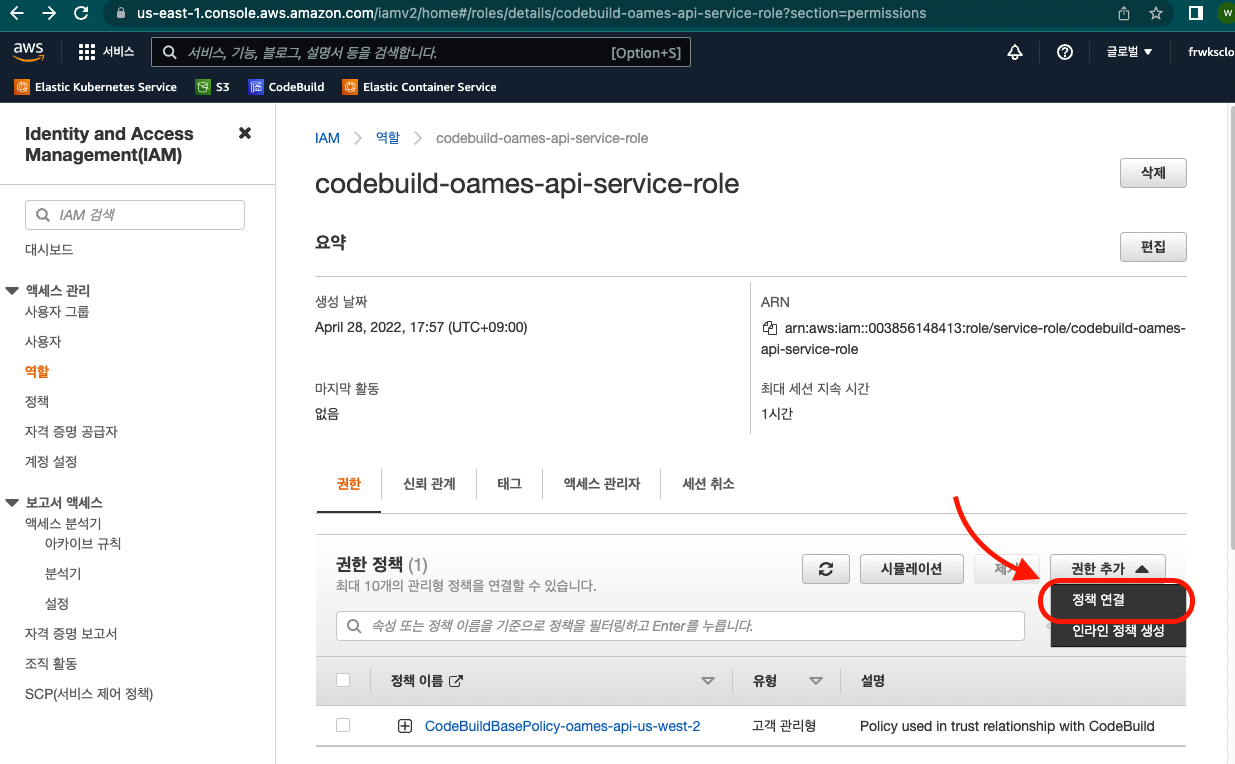 us-east-1.console.aws.amazon.com/iamv2/home#/roles/details/codebuild-oames-api-service-role?section=permissions
W
aws
서비스
서비스, 기능, 블로그, 설명서 등을 검색합니다.
[Option+S]
글로벌
frwksclo
Elastic Kubernetes Service
S3
CodeBuild
Elastic Container Service
Identity and Access
Management(IAM)
IAM 검색
대시보드
액세스 관리
사용자 그룹
사용자
역할
정책
자격 증명 공급자
계정 설정
보고서 액세스
액세스 분석기
아카이브 규칙
분석기
설정
자격 증명 보고서
조직 활동
SCP(서비스 제어 정책)
IAM
역할
codebuild-oames-api-service-role
codebuild-oames-api-service-role
삭제
요약
편집
생성 날짜
April 28, 2022, 17:57 (UTC+09:00)
ARN
arn:aws:iam::003856148413:role/service-role/codebuild-oames-
api-service-role
마지막 활동
없음
최대 세션 지속 시간
1시간
권한
신뢰 관계
태그
액세스 관리자
세션 취소
권한 정책 (1)
최대 10개의 관리형 정책을 연결할 수 있습니다.
시뮬레이션
권한 추가
정책 연결
인라인 정책 생성
속성 또는 정책 이름을 기준으로 정책을 필터링하고 Enter를 누릅니다.
정책 이름
유형
설명
CodeBuildBasePolicy-oames-api-us-west-2
고객 관리형
Policy used in trust relationship with CodeBuild